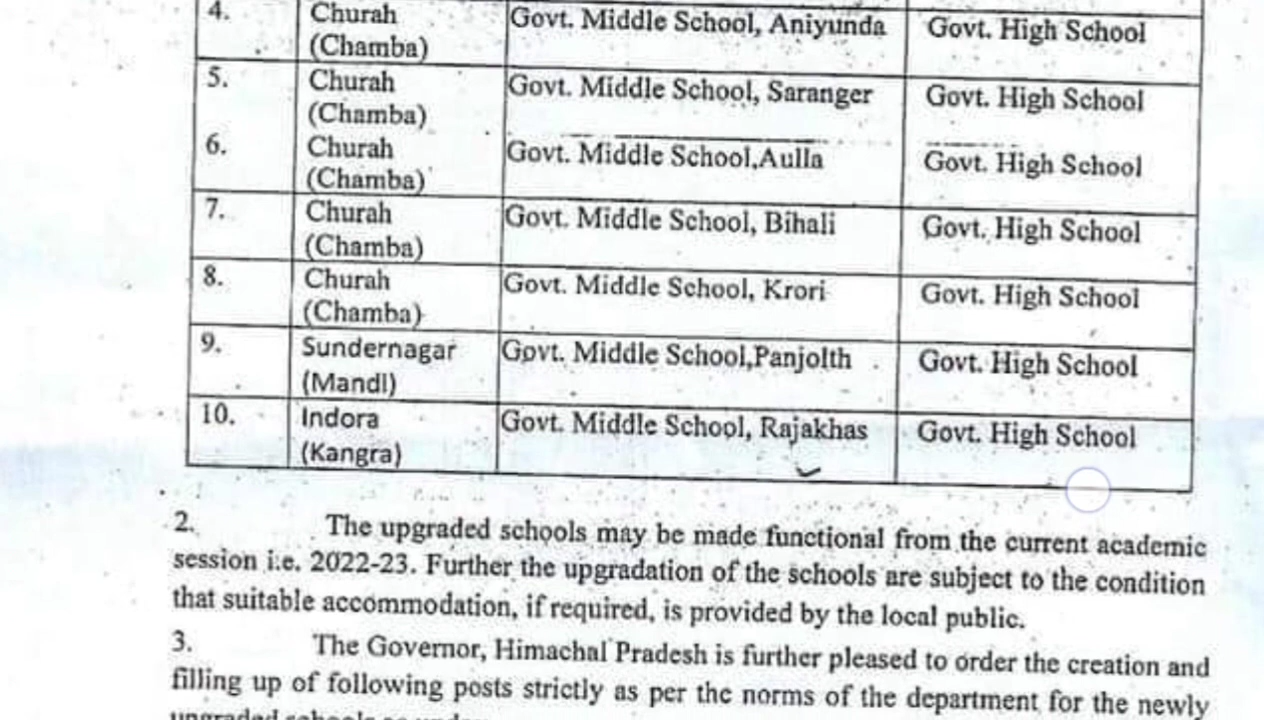 4. Churah Govt. Middle School, Aniyunda Govt. High School
(Chamba)
5. Churah Govt. Middle School, Saranger Govt. High School
(Chamba)
6. Churah Govt. Middle School,Aulla Govt. High School
(Chamba)
7. Churah Govt. Middle School, Bihali Govt. High School
(Chamba)
8. Churah Govt. Middle School, Krori Govt. High School
(Chamba)
9. Sundernagar Govt. Middle School,Panjolth Govt. High School
(Mandi)
10. Indora Govt. Middle School, Rajakhas Govt. High School
(Kangra)
2. The upgraded schools may be made functional from the current academic
session i.e. 2022-23. Further the upgradation of the schools are subject to the condition
that suitable accommodation, if required, is provided by the local public.
3. The Governor, Himachal Pradesh is further pleased to order the creation and
filling up of following posts strictly as per the norms of the department for the newly
upgraded schools as under